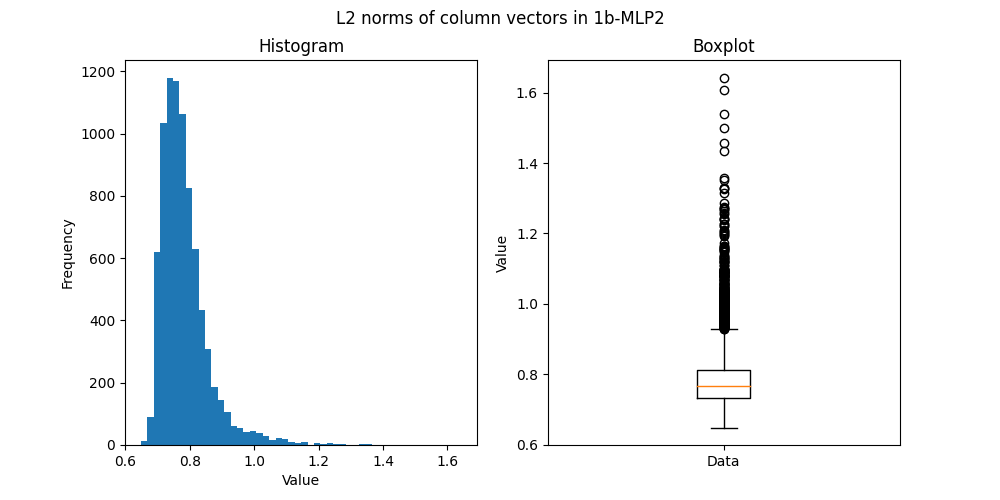 L2 norms of column vectors in 1b-MLP2
Histogram
Frequency
1200
1000
800
600
400
200
0
0.6 0.8 1.0 1.2 1.4 1.6
Value
Boxplot
Value
1.6
1.4
1.2
1.0
0.8
0.6
Data